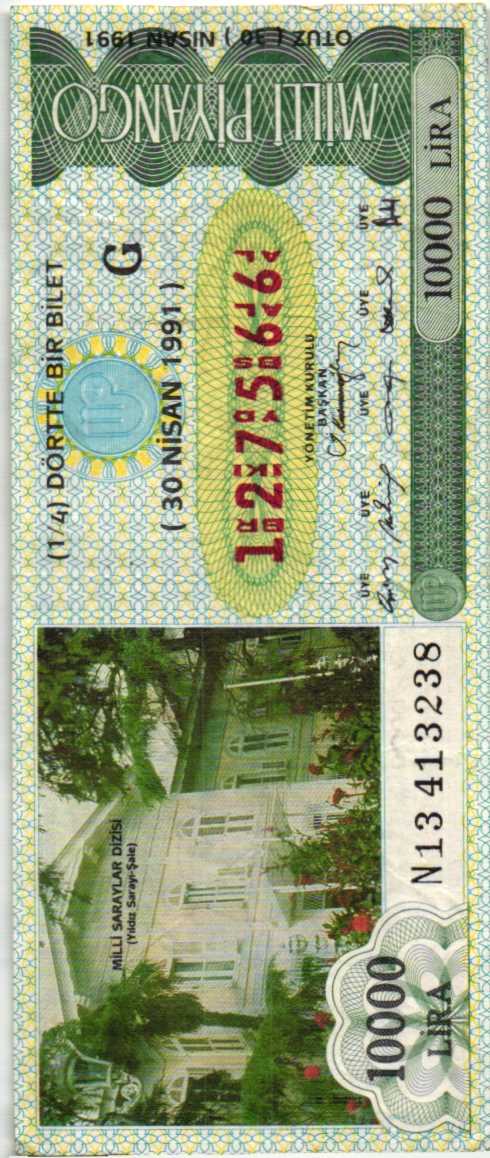 MİLLİ SARAYLAR DİZİSİ
(Yıldız Sarayı-Şale)
10000
LİRA
N13 413238
(1/4) DÖRTTE BİR BİLET
G
( 30 NİSAN 1991 )
127566
YÖNETİM KURULU
BAŞKAN
ÜYE ÜYE ÜYE ÜYE
10000 LİRA
MİLLİ PİYANGO
OTUZ ( 30 ) NİSAN 1991